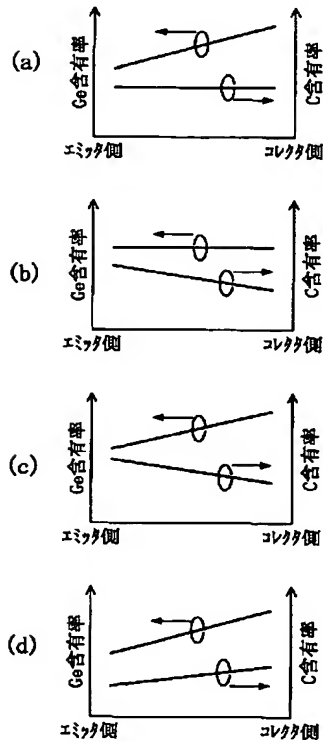 (a)
Ge含有率
C含有率
エミッタ側
コレクタ側
(b)
Ge含有率
C含有率
エミッタ側
コレクタ側
(c)
Ge含有率
C含有率
エミッタ側
コレクタ側
(d)
Ge含有率
C含有率
エミッタ側
コレクタ側